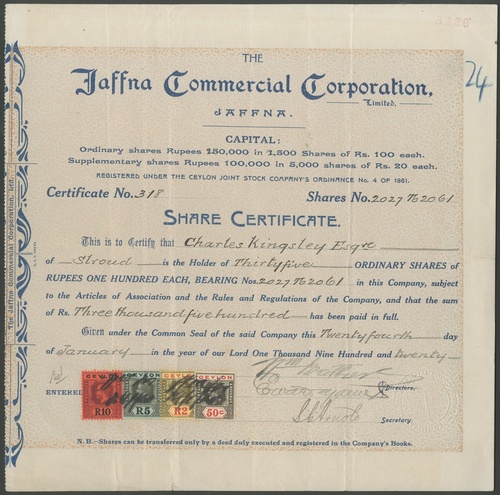 THE
Jaffna Commercial Corporation,
Limited,
JAFFNA.
CAPITAL:
Ordinary shares Rupees 150,000 in 1,500 Shares of Rs. 100 each.
Supplementary shares Rupees 100,000 in 5,000 shares of Rs. 20 each.
REGISTERED UNDER THE CEYLON JOINT STOCK COMPANY'S ORDINANCE No. 4 OF 1861.
24
Certificate No. 318 Shares No. 2027 To 2061
SHARE CERTIFICATE.
This is to Certify that Charles Kingsley Esqre
of Stroud is the Holder of Thirtyfive ORDINARY SHARES of
RUPEES ONE HUNDRED EACH, BEARING Nos. 2027 To 2061 in this Company, subject
to the Articles of Association and the Rules and Regulations of the Company, and that the sum
of Rs. Three thousand five hundred has been paid in full.
Given under the Common Seal of the said Company this Twentyfourth day
of January in the year of our Lord One Thousand Nine Hundred and twenty
ENTERED
Directors.
Secretary.
CEYLON CEYLON CEYLON CEYLON
R10 R5 R2 50c
N.B.—Shares can be transferred only by a deed duly executed and registered in the Company's Books.
The Jaffna Commercial Corporation, Ltd.